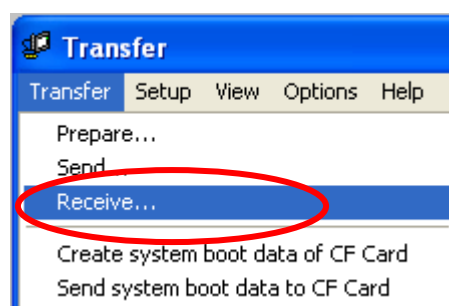 Transfer
Transfer Setup View Options Help
Prepare...
Send...
Receive...
Create system boot data of CF Card
Send system boot data to CF Card